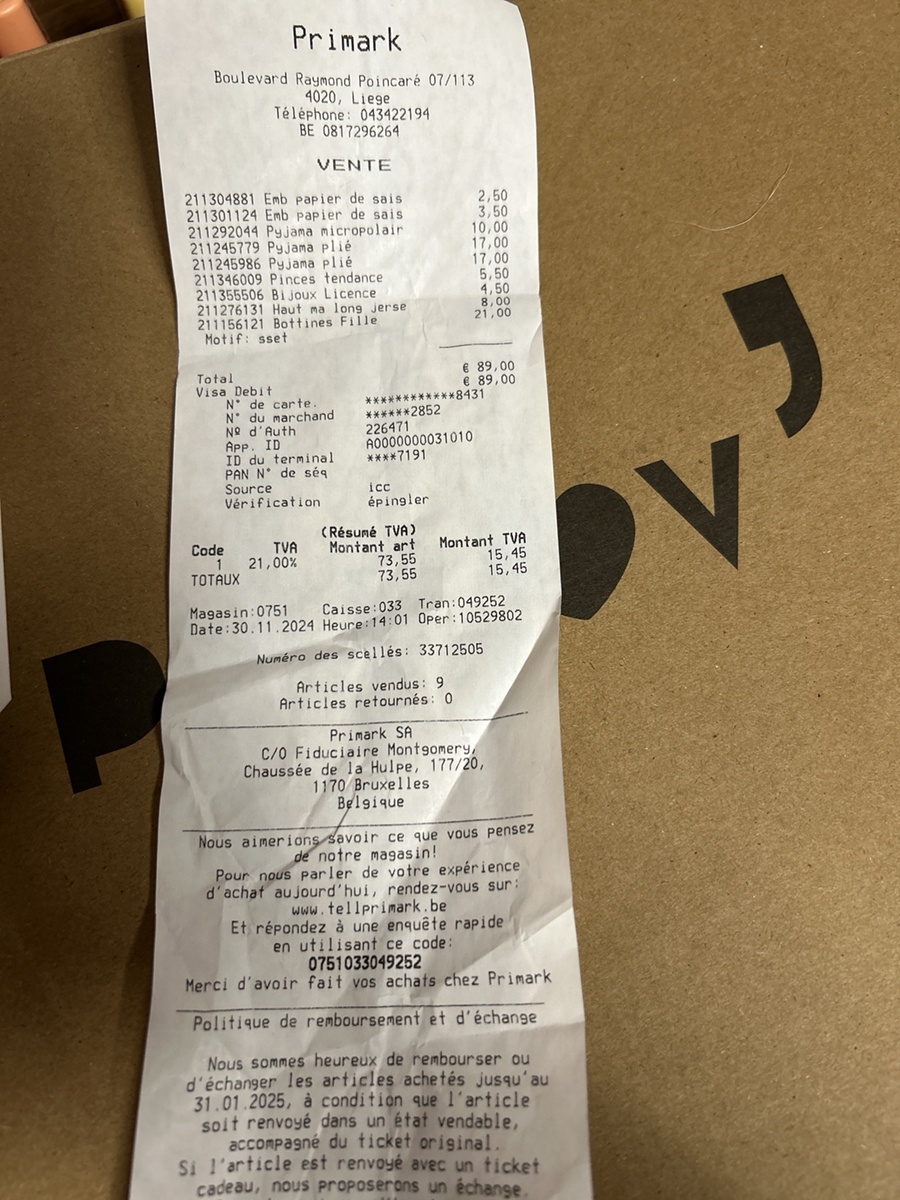 Primark
Boulevard Raymond Poincaré 07/113
4020, Liege
Téléphone: 043422194
BE 0817296264
VENTE
211304881 Emb papier de sais 2,50
211301124 Emb papier de sais 3,50
211292044 Pyjama micropolair 10,00
211245779 Pyjama plié 17,00
211245986 Pyjama plié 17,00
211346009 Pinces tendance 5,50
211355506 Bijoux Licence 4,50
211276131 Haut ma long jerse 8,00
211156121 Bottines Fille 21,00
Motif: sset
Total € 89,00
Visa Debit € 89,00
N° de carte. ************8431
N° du marchand ******2852
Nº d'Auth 226471
App. ID A0000000031010
ID du terminal ****7191
PAN N° de séq
Source icc
Vérification épingler
(Résumé TVA)
Code TVA Montant art Montant TVA
1 21,00% 73,55 15,45
TOTAUX 73,55 15,45
Magasin:0751 Caisse:033 Tran:049252
Date:30.11.2024 Heure:14:01 Oper:10529802
Numéro des scellés: 33712505
Articles vendus: 9
Articles retournés: 0
Primark SA
C/O Fiduciaire Montgomery,
Chaussée de la Hulpe, 177/20,
1170 Bruxelles
Belgique
Nous aimerions savoir ce que vous pensez
de notre magasin!
Pour nous parler de votre expérience
d'achat aujourd'hui, rendez-vous sur:
www.tellprimark.be
Et répondez à une enquête rapide
en utilisant ce code:
0751033049252
Merci d'avoir fait vos achats chez Primark
Politique de remboursement et d'échange
Nous sommes heureux de rembourser ou
d'échanger les articles achetés jusqu'au
31.01.2025, à condition que l'article
soit renvoyé dans un état vendable,
accompagné du ticket original.
Si l'article est renvoyé avec un ticket
cadeau, nous proposerons un échange.